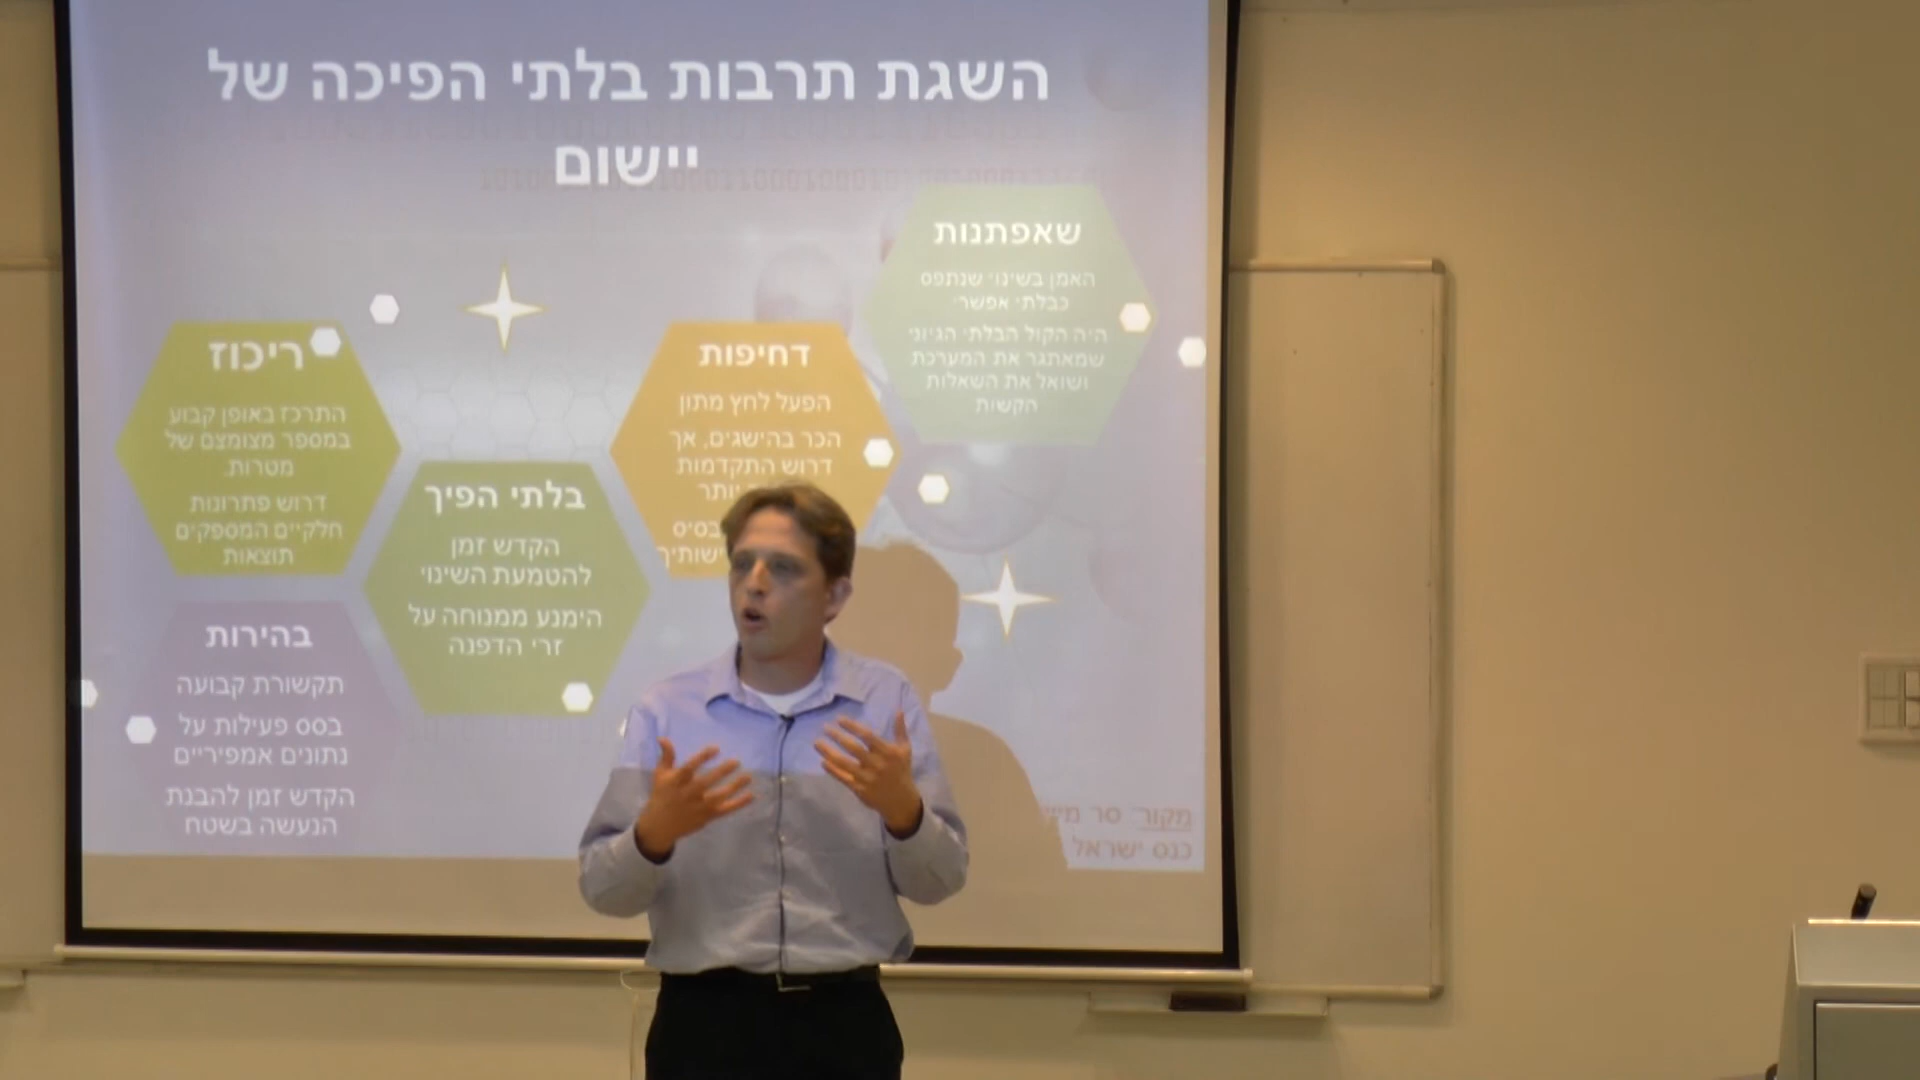 השגת תרבות בלתי הפיכה של
יישום
שאפתנות
האמן בשינוי שנתפס
כבלתי אפשרי
היה הקול הבלתי הגיוני
שמאתגר את המערכת
ושואל את השאלות
הקשות
דחיפות
הפעל לחץ מתון
הכר בהישגים, אך
דרוש התקדמות
יותר
בסיס
בלתי הפיך
הקדש זמן
להטמעת השינוי
הימנע ממנוחה על
זרי הדפנה
ריכוז
התרכז באופן קבוע
במספר מצומצם של
מטרות.
דרוש פתרונות
חלקיים המספקים
תוצאות
בהירות
תקשורת קבועה
בסס פעילות על
נתונים אמפיריים
הקדש זמן להבנת
הנעשה בשטח
מקור: סר
כנס ישראל